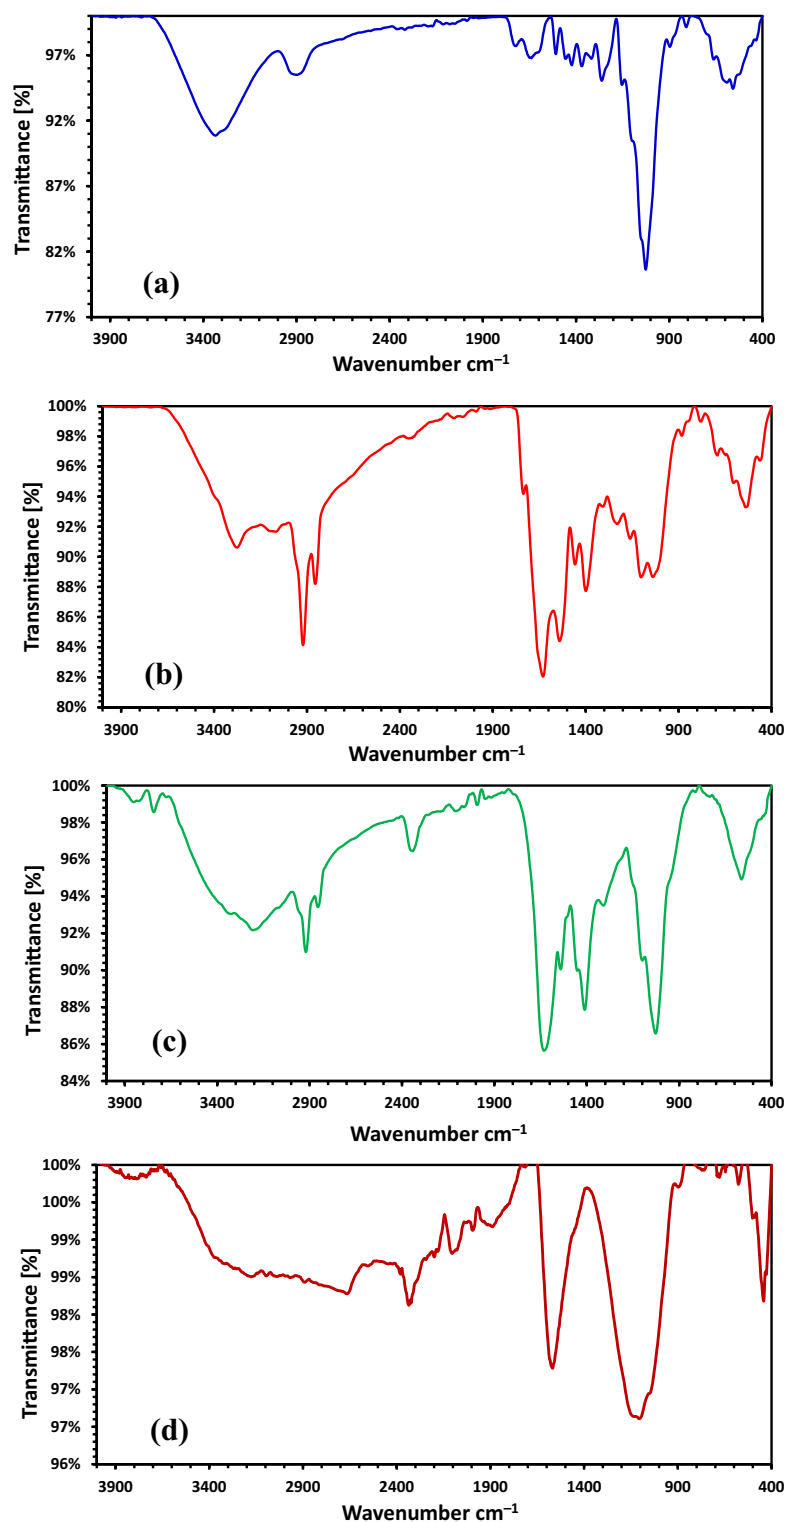 97%
92%
87%
82%
77%
Transmittance [%]
(a)
3900 3400 2900 2400 1900 1400 900 400
Wavenumber cm⁻¹
100%
98%
96%
94%
92%
90%
88%
86%
84%
82%
80%
Transmittance [%]
(b)
3900 3400 2900 2400 1900 1400 900 400
Wavenumber cm⁻¹
100%
98%
96%
94%
92%
90%
88%
86%
84%
Transmittance [%]
(c)
3900 3400 2900 2400 1900 1400 900 400
Wavenumber cm⁻¹
100%
100%
99%
99%
98%
98%
97%
97%
96%
Transmittance [%]
(d)
3900 3400 2900 2400 1900 1400 900 400
Wavenumber cm⁻¹